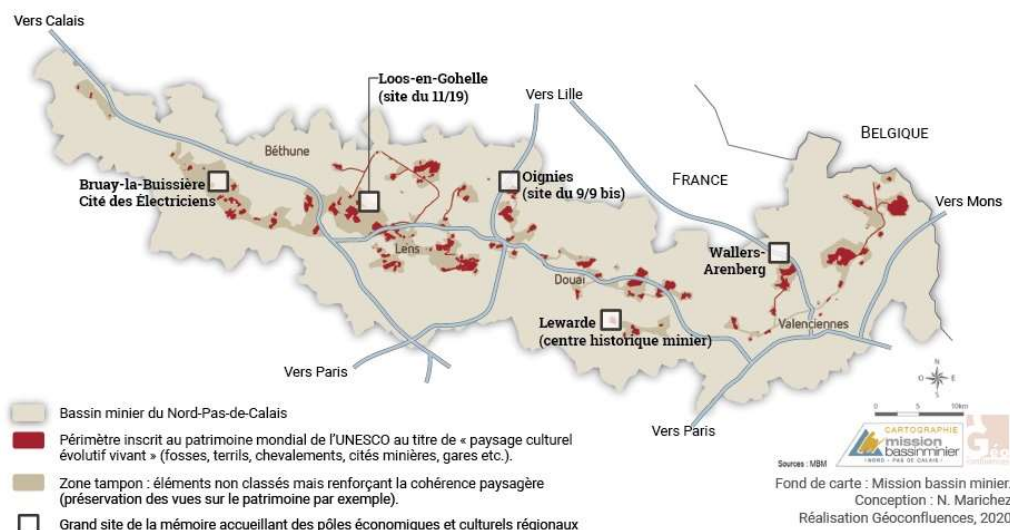 Vers Calais
Loos-en-Gohelle
(site du 11/19)
Vers Lille
BELGIQUE
Béthune
FRANCE
Bruay-la-Buissière
Cité des Électriciens
Oignies
(site du 9/9 bis)
Vers Mons
Lens
Wallers-
Arenberg
Douai
Lewarde
(centre historique minier)
Valenciennes
Vers Paris
Vers Paris
N
O
E
S
0 5 10km
Bassin minier du Nord-Pas-de-Calais
Périmètre inscrit au patrimoine mondial de l'UNESCO au titre de « paysage culturel
évolutif vivant » (fosses, terrils, chevalements, cités minières, gares etc.).
Zone tampon : éléments non classés mais renforçant la cohérence paysagère
(préservation des vues sur le patrimoine par exemple).
Grand site de la mémoire accueillant des pôles économiques et culturels régionaux
Sources : MBM
CARTOGRAPHIE
mission
bassinminier
NORD - PAS DE CALAIS
Géo
confluences
Fond de carte : Mission bassin minier.
Conception : N. Marichez
Réalisation Géoconfluences, 2020